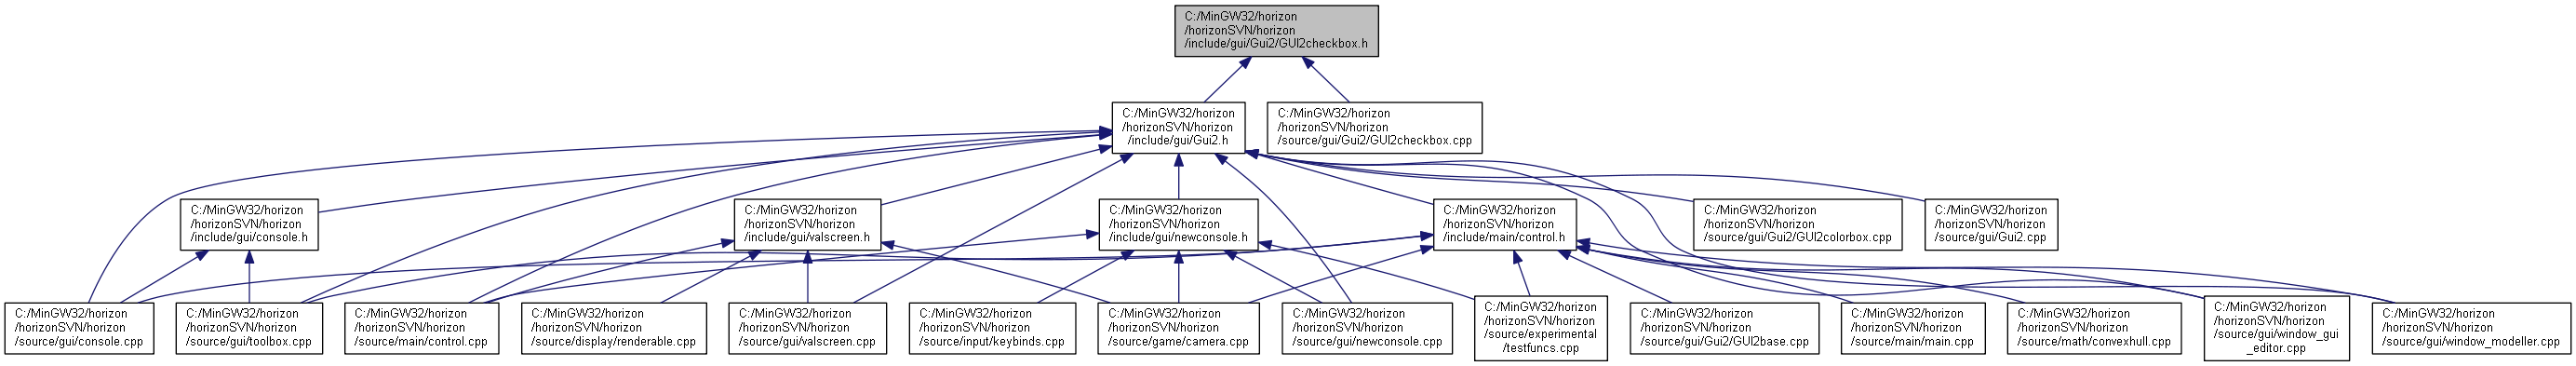 C:/MinGW32/horizon
/horizonSVN/horizon
/include/gui/Gui2/GUI2checkbox.h
C:/MinGW32/horizon
/horizonSVN/horizon
/include/gui/Gui2.h
C:/MinGW32/horizon
/horizonSVN/horizon
/source/gui/Gui2/GUI2checkbox.cpp
C:/MinGW32/horizon
/horizonSVN/horizon
/include/gui/console.h
C:/MinGW32/horizon
/horizonSVN/horizon
/include/gui/valscreen.h
C:/MinGW32/horizon
/horizonSVN/horizon
/include/gui/newconsole.h
C:/MinGW32/horizon
/horizonSVN/horizon
/include/main/control.h
C:/MinGW32/horizon
/horizonSVN/horizon
/source/gui/Gui2/GUI2colorbox.cpp
C:/MinGW32/horizon
/horizonSVN/horizon
/source/gui/Gui2.cpp
C:/MinGW32/horizon
/horizonSVN/horizon
/source/gui/console.cpp
C:/MinGW32/horizon
/horizonSVN/horizon
/source/gui/toolbox.cpp
C:/MinGW32/horizon
/horizonSVN/horizon
/source/main/control.cpp
C:/MinGW32/horizon
/horizonSVN/horizon
/source/display/renderable.cpp
C:/MinGW32/horizon
/horizonSVN/horizon
/source/gui/valscreen.cpp
C:/MinGW32/horizon
/horizonSVN/horizon
/source/input/keybinds.cpp
C:/MinGW32/horizon
/horizonSVN/horizon
/source/game/camera.cpp
C:/MinGW32/horizon
/horizonSVN/horizon
/source/gui/newconsole.cpp
C:/MinGW32/horizon
/horizonSVN/horizon
/source/experimental
/testfuncs.cpp
C:/MinGW32/horizon
/horizonSVN/horizon
/source/gui/Gui2/GUI2base.cpp
C:/MinGW32/horizon
/horizonSVN/horizon
/source/main/main.cpp
C:/MinGW32/horizon
/horizonSVN/horizon
/source/math/convexhull.cpp
C:/MinGW32/horizon
/horizonSVN/horizon
/source/gui/window_gui
_editor.cpp
C:/MinGW32/horizon
/horizonSVN/horizon
/source/gui/window_modeller.cpp